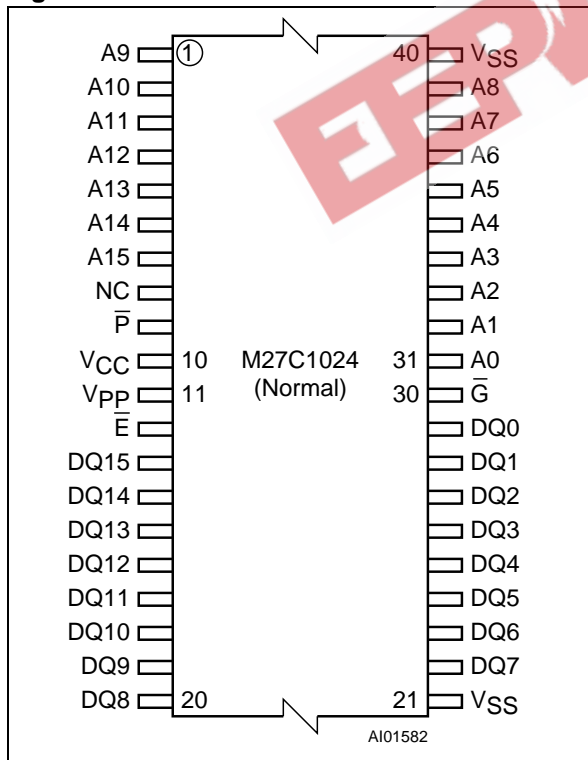 A9 ① 40 VSS
A10 A8
A11 A7
A12 A6
A13 A5
A14 A4
A15 A3
NC A2
P̅ A1
VCC 10 M27C1024 31 A0
VPP 11 (Normal) 30 G̅
E̅ DQ0
DQ15 DQ1
DQ14 DQ2
DQ13 DQ3
DQ12 DQ4
DQ11 DQ5
DQ10 DQ6
DQ9 DQ7
DQ8 20 21 VSS
AI01582